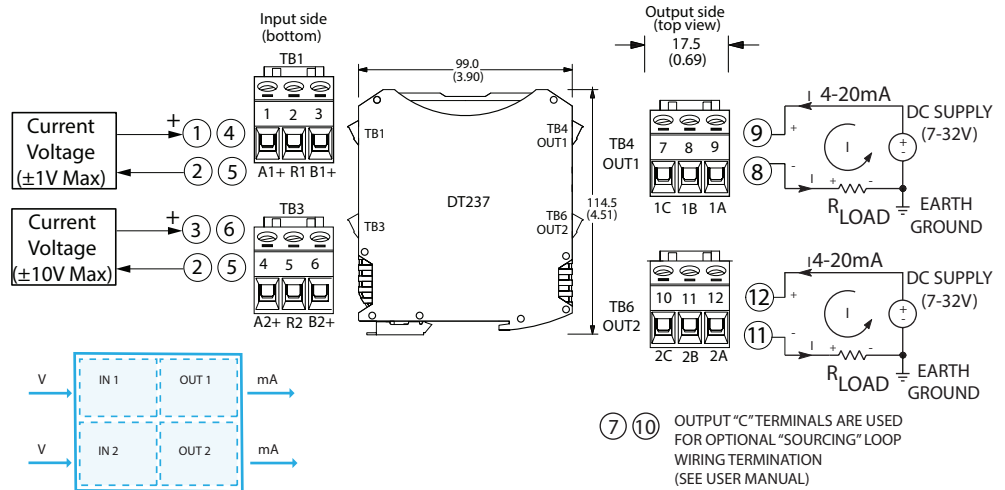 Input side
(bottom)
TB1
1 2 3
A1+ R1 B1+
Current
Voltage
(±1V Max)
+
1 4
2 5
TB3
4 5 6
A2+ R2 B2+
Current
Voltage
(±10V Max)
+
3 6
2 5
99.0
(3.90)
TB1
TB4
OUT1
DT237
TB3
TB6
OUT2
114.5
(4.51)
Output side
(top view)
17.5
(0.69)
TB4
OUT1
7 8 9
1C 1B 1A
9
8
+
-
I 4-20mA
DC SUPPLY
(7-32V)
I
+
-
I + -
RLOAD
EARTH
GROUND
TB6
OUT2
10 11 12
2C 2B 2A
12
11
+
-
I 4-20mA
DC SUPPLY
(7-32V)
I
+
-
I + -
RLOAD
EARTH
GROUND
V IN 1 OUT 1 mA
V IN 2 OUT 2 mA
7 10 OUTPUT "C" TERMINALS ARE USED
FOR OPTIONAL "SOURCING" LOOP
WIRING TERMINATION
(SEE USER MANUAL)